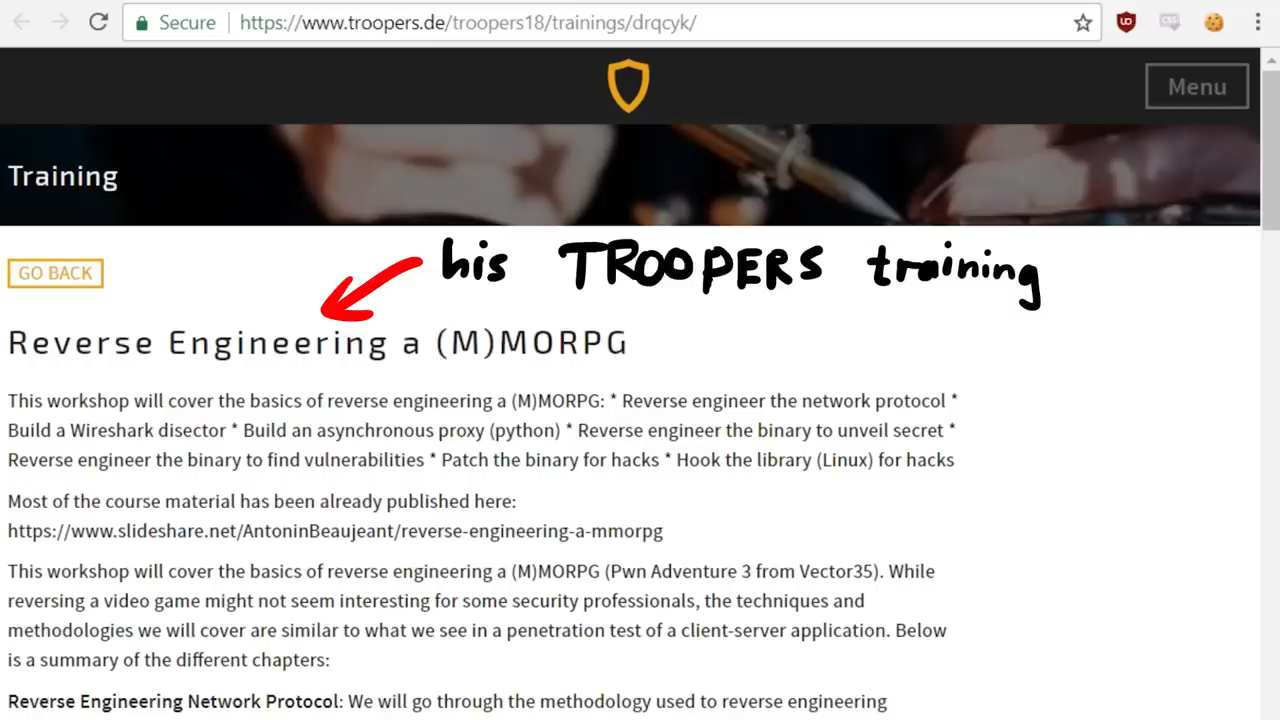 Secure https://www.troopers.de/troopers18/trainings/drqcyk/
Menu
Training
GO BACK
his TROOPERS training
Reverse Engineering a (M)MORPG
This workshop will cover the basics of reverse engineering a (M)MORPG: * Reverse engineer the network protocol *
Build a Wireshark disector * Build an asynchronous proxy (python) * Reverse engineer the binary to unveil secret *
Reverse engineer the binary to find vulnerabilities * Patch the binary for hacks * Hook the library (Linux) for hacks
Most of the course material has been already published here:
https://www.slideshare.net/AntoninBeaujeant/reverse-engineering-a-mmorpg
This workshop will cover the basics of reverse engineering a (M)MORPG (Pwn Adventure 3 from Vector35). While
reversing a video game might not seem interesting for some security professionals, the techniques and
methodologies we will cover are similar to what we see in a penetration test of a client-server application. Below
is a summary of the different chapters:
Reverse Engineering Network Protocol: We will go through the methodology used to reverse engineering